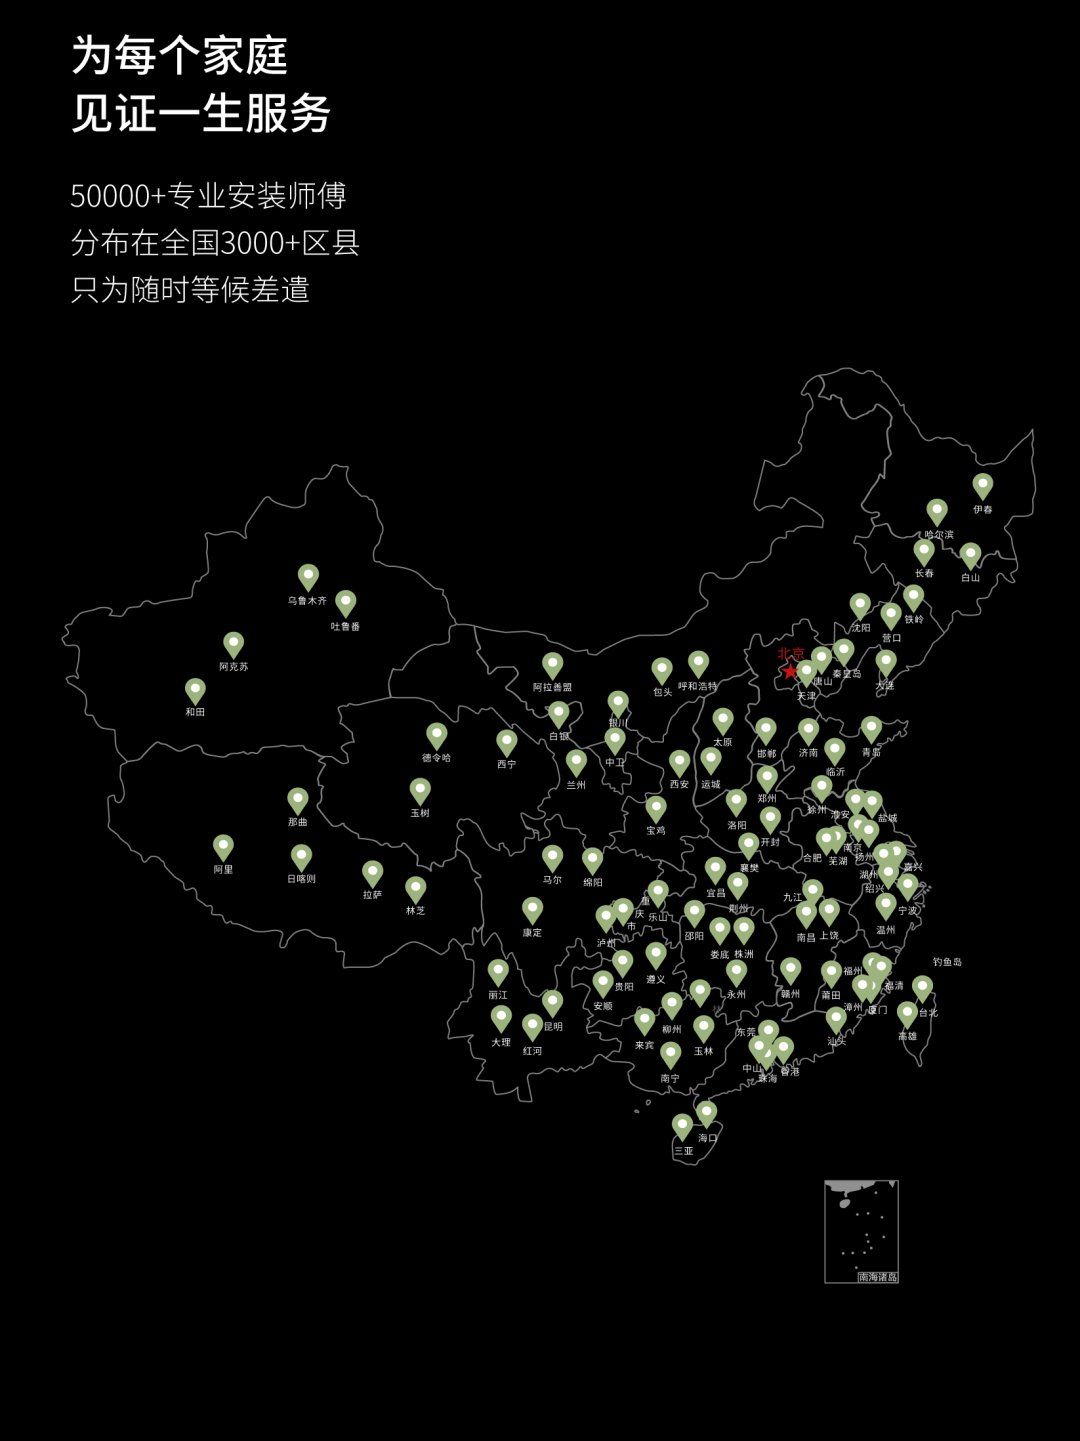 为每个家庭
见证一生服务
50000+专业安装师傅
分布在全国3000+区县
只为随时等候差遣
伊春
哈尔滨
长春
白山
乌鲁木齐
吐鲁番
铁岭
沈阳
营口
阿克苏
北京
秦皇岛
唐山
大连
阿拉善盟
包头
呼和浩特
天津
和田
银川
白银
太原
邯郸
济南
青岛
德令哈
西宁
中卫
临沂
兰州
西安
运城
郑州
玉树
徐州
淮安
盐城
那曲
宝鸡
洛阳
开封
南京
扬州
合肥
芜湖
阿里
襄樊
嘉兴
湖州
日喀则
马尔
绵阳
绍兴
拉萨
宜昌
荆州
九江
林芝
重
庆
市
乐山
宁波
康定
泸州
邵阳
南昌
上饶
温州
娄底
株洲
钓鱼岛
福州
遵义
贵阳
丽江
永州
赣州
莆田
福清
安顺
漳州
厦门
台北
昆明
柳州
大理
红河
来宾
玉林
东莞
汕头
高雄
中山
珠海
香港
南宁
海口
三亚
南海诸岛